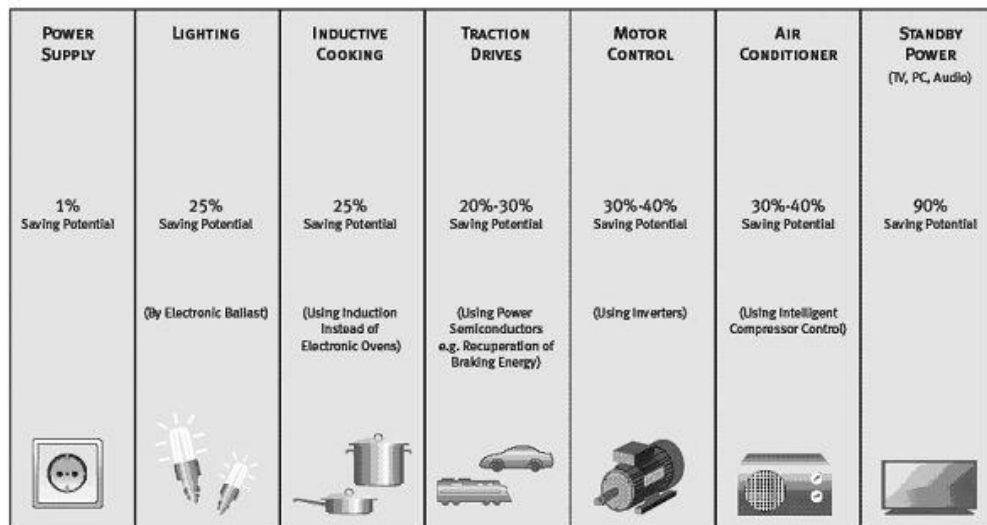 POWER
SUPPLY
1%
Saving Potential
LIGHTING
25%
Saving Potential
(By Electronic Ballast)
INDUCTIVE
COOKING
25%
Saving Potential
(Using Induction
Instead of
Electronic Ovens)
TRACTION
DRIVES
20%-30%
Saving Potential
(Using Power
Semiconductors
e.g. Recuperation of
Braking Energy)
MOTOR
CONTROL
30%-40%
Saving Potential
(Using Inverters)
AIR
CONDITIONER
30%-40%
Saving Potential
(Using Intelligent
Compressor Control)
STANDBY
POWER
(TV, PC, Audio)
90%
Saving Potential